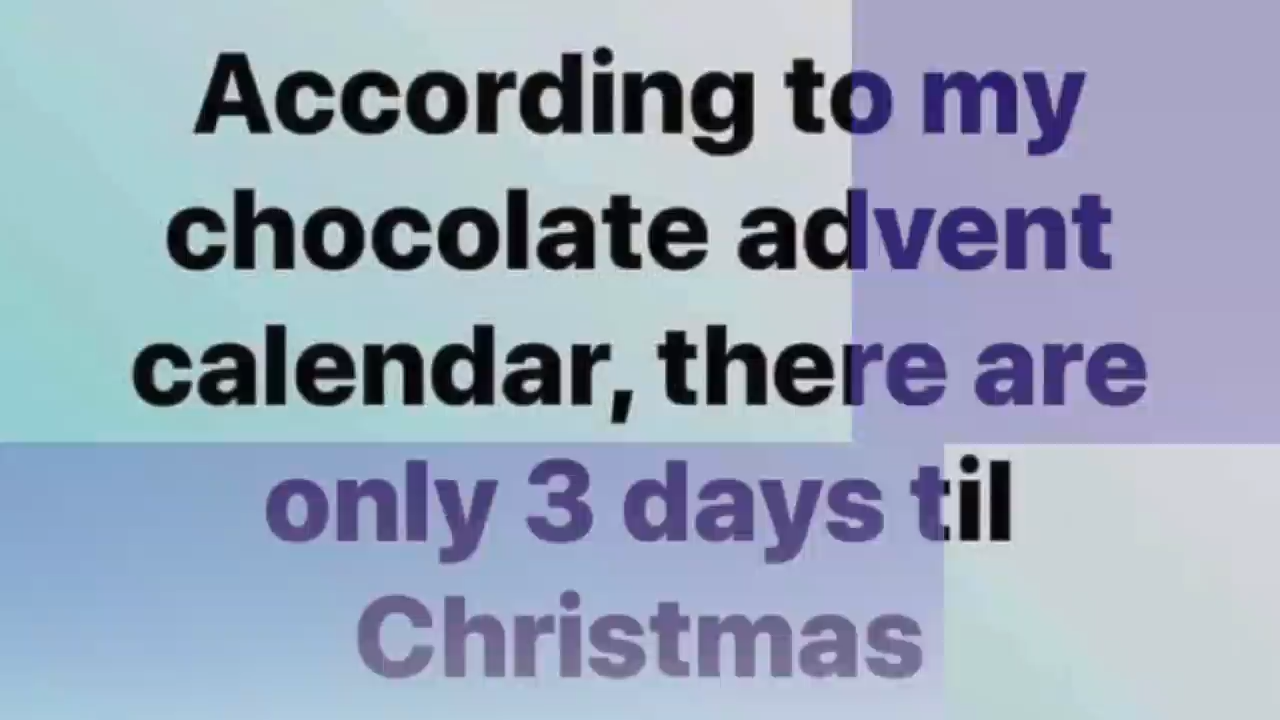 According to my
chocolate advent
calendar, there are
only 3 days til
Christmas